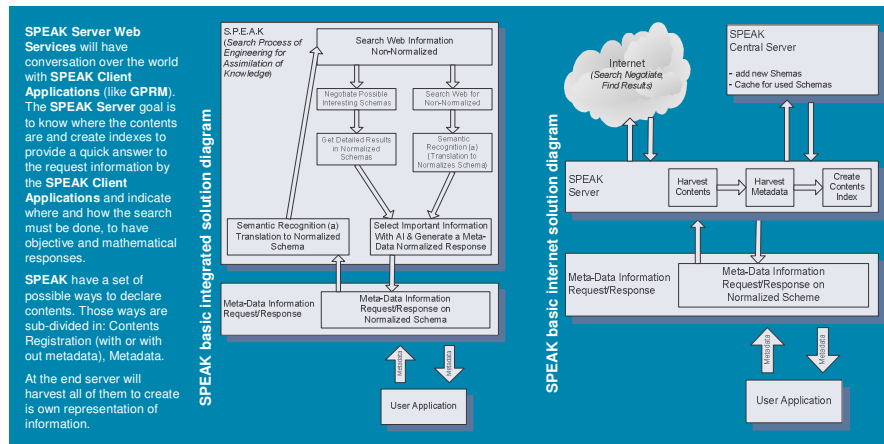 SPEAK Server Web
Services will have
conversation over the world
with SPEAK Client
Applications (like GPRM).
The SPEAK Server goal is
to know where the contents
are and create indexes to
provide a quick answer to
the request information by
the SPEAK Client
Applications and indicate
where and how the search
must be done, to have
objective and mathematical
responses.
SPEAK have a set of
possible ways to declare
contents. Those ways are
sub-divided in: Contents
Registration (with or with
out metadata), Metadata.
At the end server will
harvest all of them to create
is own representation of
information.
SPEAK basic integrated solution diagram
S.P.E.A.K
(Search Process of
Engineering for
Assimilation of
Knowledge)
Search Web Information
Non-Normalized
Negotiate Possible
Interesting Schemas
Search Web for
Non-Normalized
Get Detailed Results
in Normalized
Schemas
Semantic
Recognition (a)
(Translation to
Normalizes Schema)
Semantic Recognition (a)
Translation to Normalized
Schema
Select Important Information
With AI & Generate a Meta-
Data Normalized Response
Meta-Data Information
Request/Response
Meta-Data Information
Request/Response on
Normalized Schema
Metadata
Metadata
User Application
SPEAK basic internet solution diagram
Internet
(Search, Negotiate,
Find Results)
SPEAK
Central Server
- add new Shemas
- Cache for used Schemas
SPEAK
Server
Harvest
Contents
Harvest
Metadata
Create
Contents
Index
Meta-Data Information
Request/Response
Meta-Data Information
Request/Response on
Normalized Scheme
Metadata
Metadata
User Application